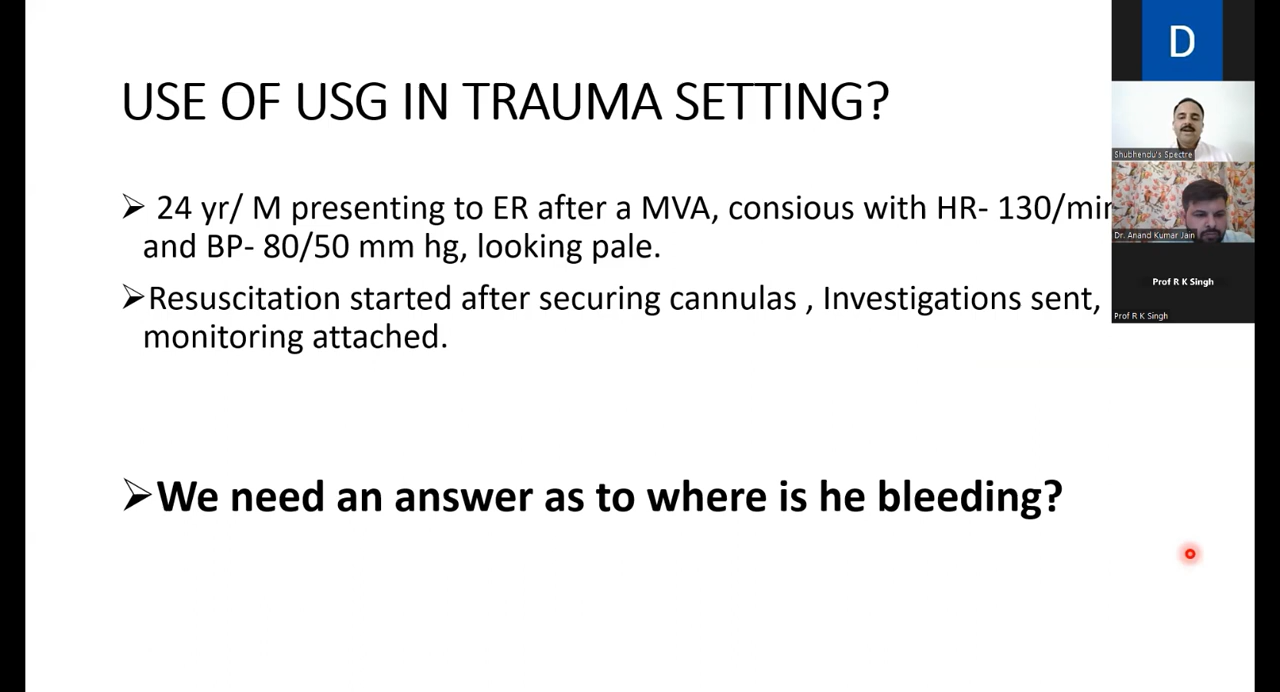 USE OF USG IN TRAUMA SETTING?
➢ 24 yr/ M presenting to ER after a MVA, consious with HR- 130/min
and BP- 80/50 mm hg, looking pale.
➢Resuscitation started after securing cannulas , Investigations sent,
monitoring attached.
➢We need an answer as to where is he bleeding?
D
Shubhendu's Spectre
Dr. Anand Kumar Jain
Prof R K Singh
Prof R K Singh